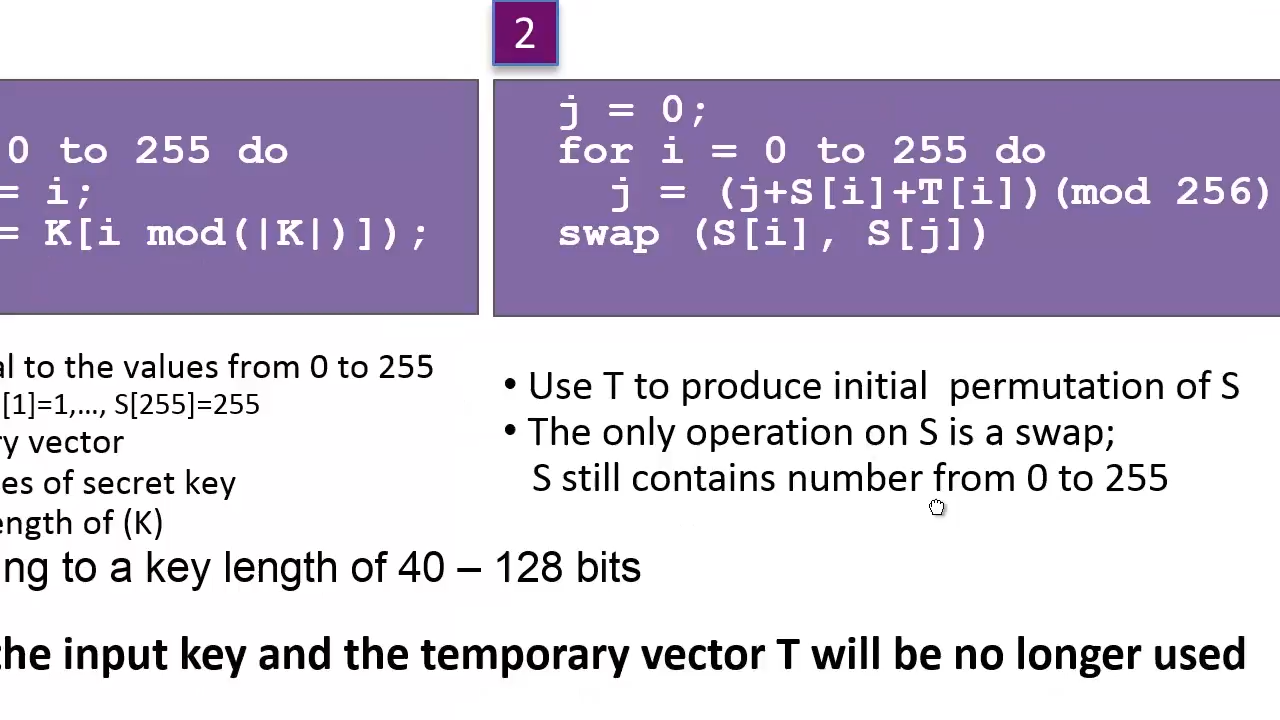 2
0 to 255 do
= i;
= K[i mod(|K|)]);
j = 0;
for i = 0 to 255 do
j = (j+S[i]+T[i])(mod 256)
swap (S[i], S[j])
al to the values from 0 to 255
[1]=1,…, S[255]=255
ry vector
es of secret key
ength of (K)
• Use T to produce initial permutation of S
• The only operation on S is a swap;
S still contains number from 0 to 255
ng to a key length of 40 – 128 bits
the input key and the temporary vector T will be no longer used